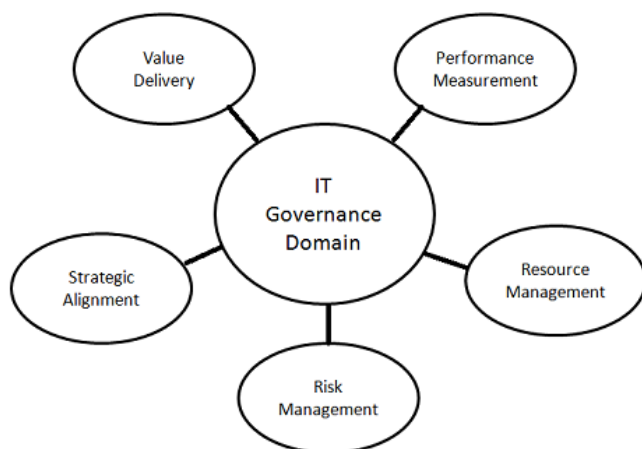 Value
Delivery
Performance
Measurement
IT
Governance
Domain
Strategic
Alignment
Resource
Management
Risk
Management